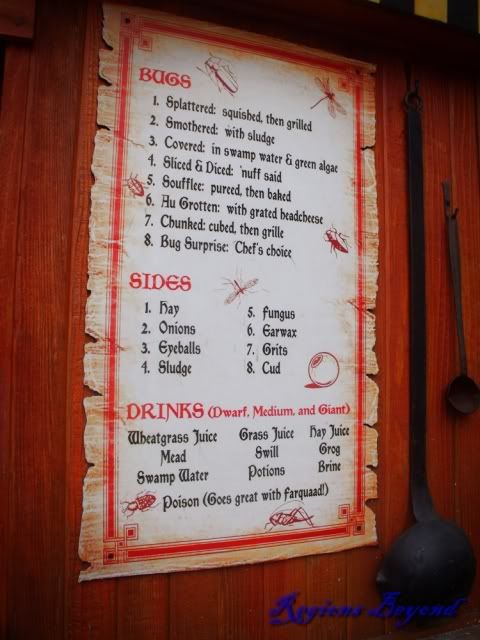 BUGS
1. Splattered: squished, then grilled
2. Smothered: with sludge
3. Covered: in swamp water & green algae
4. Sliced & Diced: 'nuff said
5. Soufflee: pureed, then baked
6. Au Grotten: with grated headcheese
7. Chunked: cubed, then grille
8. Bug Surprise: Chef's choice
SIDES
1. Hay 5. Fungus
2. Onions 6. Earwax
3. Eyeballs 7. Grits
4. Sludge 8. Cud
DRINKS (Dwarf, Medium, and Giant)
Wheatgrass Juice Grass Juice Hay Juice
Mead Swill Grog
Swamp Water Potions Brine
Poison (Goes great with Farquaad!)
Regions Beyond